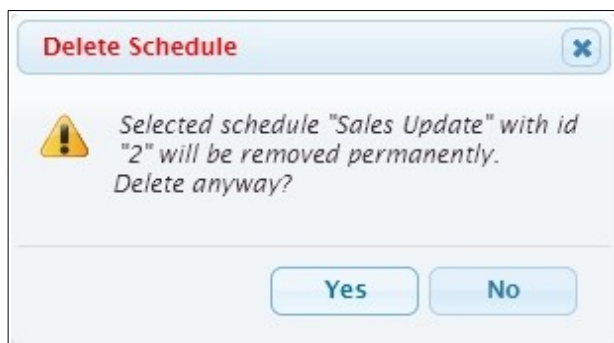 Delete Schedule
Selected schedule "Sales Update" with id
"2" will be removed permanently.
Delete anyway?
Yes No